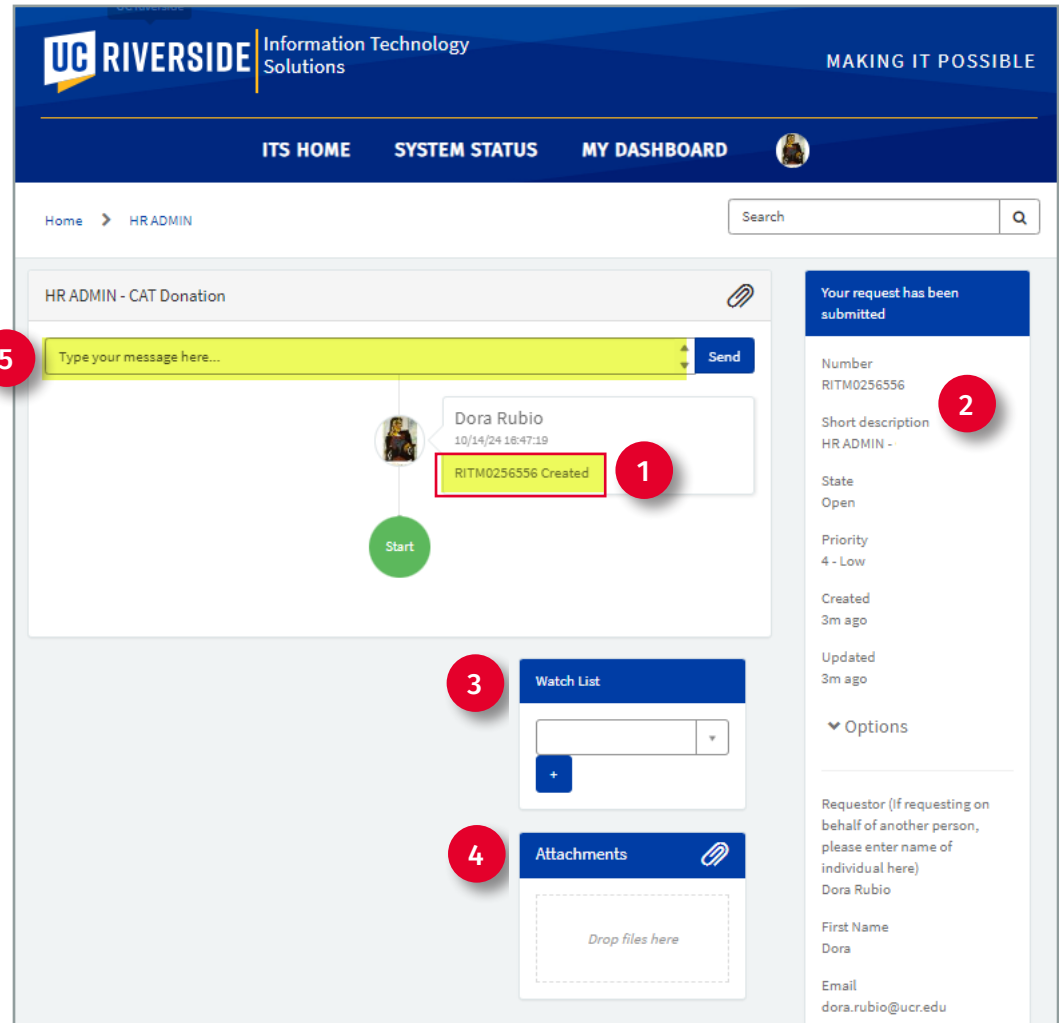 UC RIVERSIDE
UC RIVERSIDE
Information Technology
Solutions
MAKING IT POSSIBLE
ITS HOME
SYSTEM STATUS
MY DASHBOARD
Home
HR ADMIN
Search
HR ADMIN - CAT Donation
5
Type your message here...
Send
Dora Rubio
10/14/24 16:47:19
RITM0256556 Created
1
Start
3
Watch List
+
4
Attachments
Drop files here
Your request has been
submitted
2
Number
RITM0256556
Short description
HR ADMIN -
State
Open
Priority
4 - Low
Created
3m ago
Updated
3m ago
Options
Requestor (If requesting on
behalf of another person,
please enter name of
individual here)
Dora Rubio
First Name
Dora
Email
dora.rubio@ucr.edu